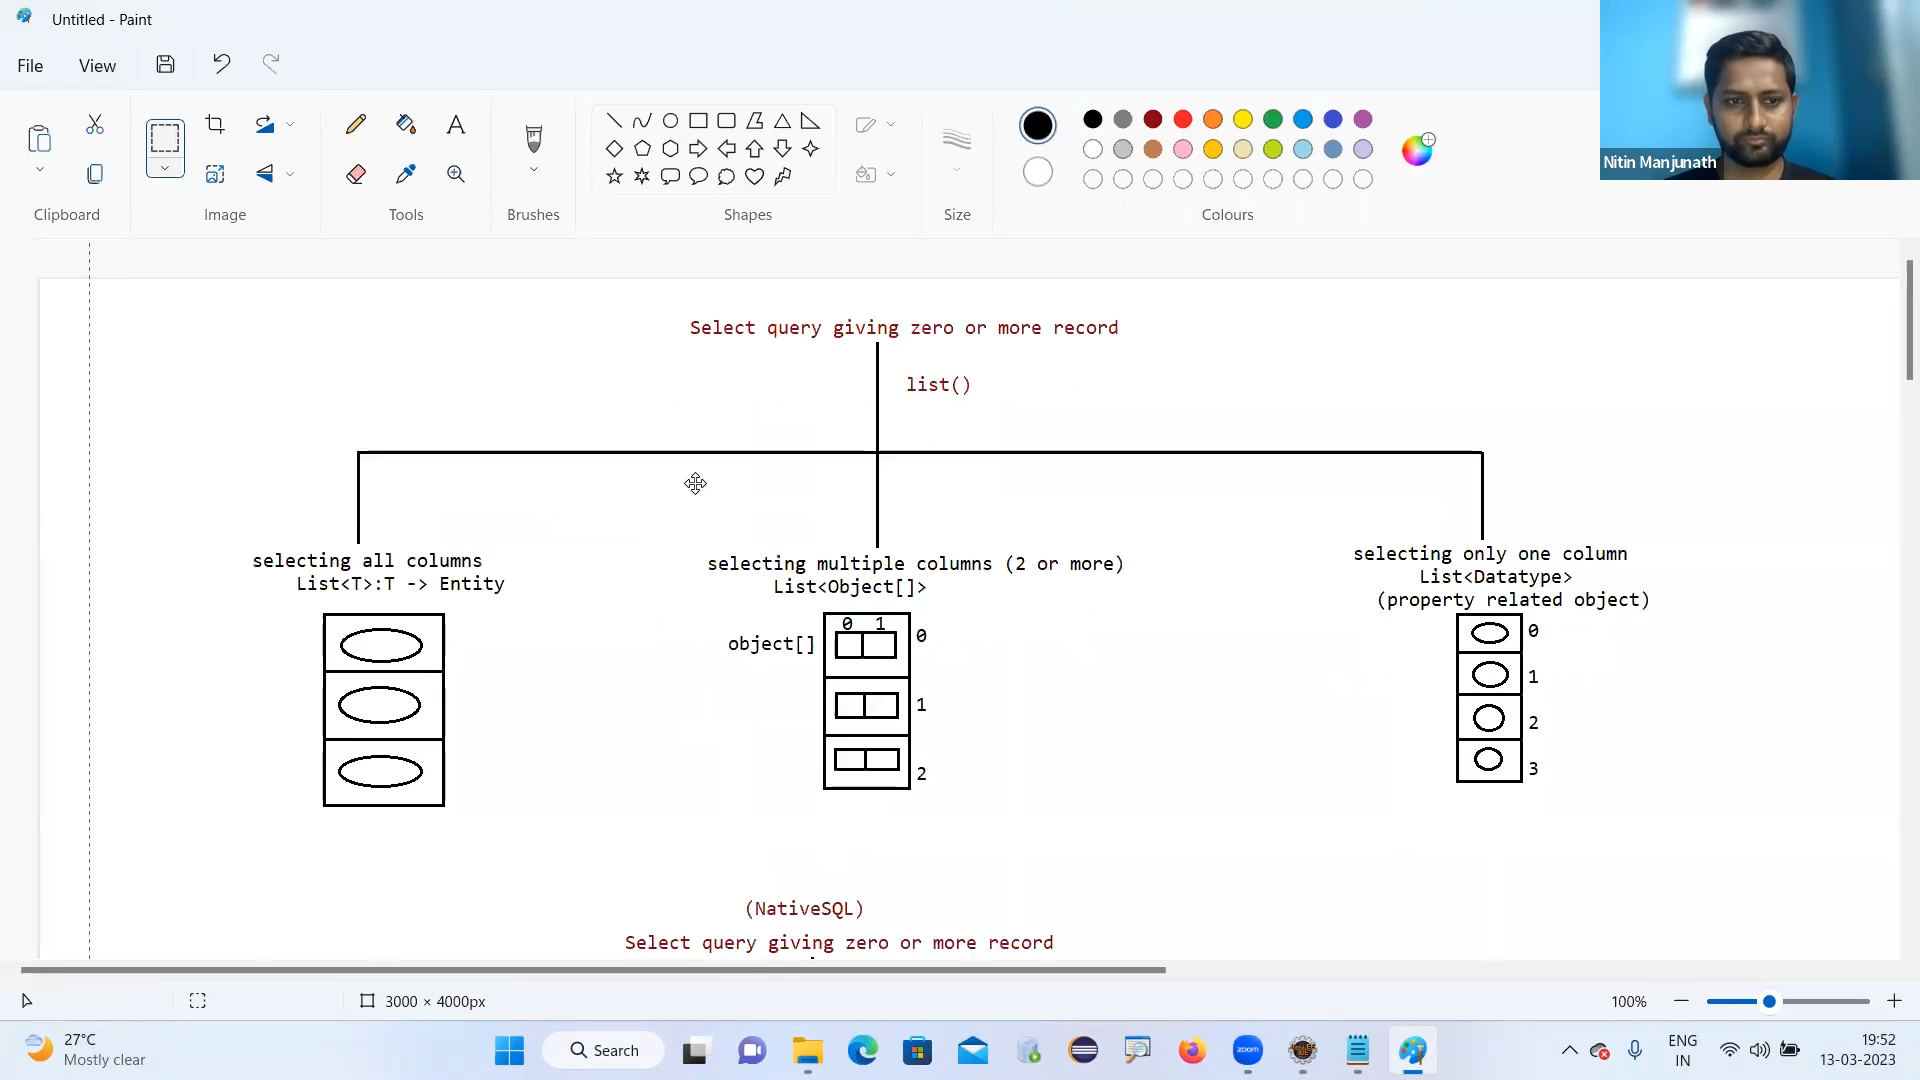 Untitled - Paint
File
View
Nitin Manjunath
Clipboard
Image
Tools
Brushes
Shapes
Size
Colours
Select query giving zero or more record
list()
selecting all columns
List<T>:T -> Entity
selecting multiple columns (2 or more)
List<Object[]>
selecting only one column
List<Datatype>
(property related object)
object[]
0 1
0
1
2
0
1
2
3
(NativeSQL)
Select query giving zero or more record
3000 × 4000px
100%
27°C
Mostly clear
Search
zoom
ENG
IN
19:52
13-03-2023